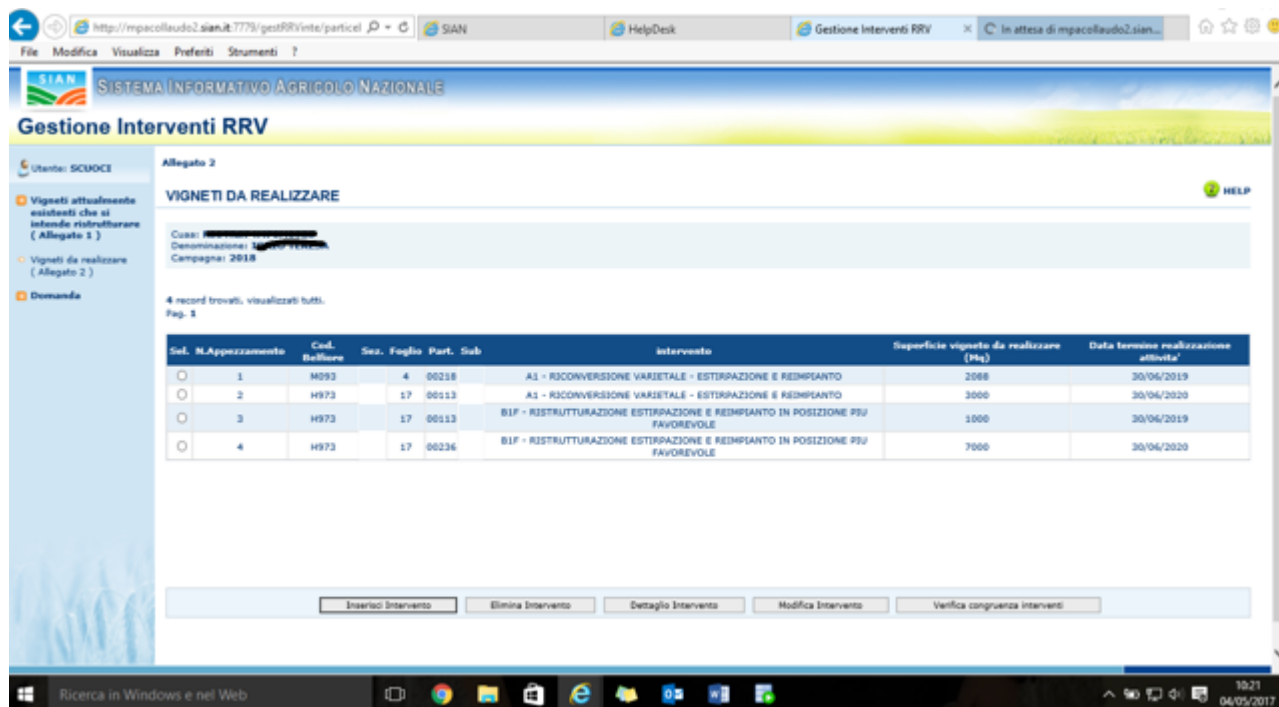 http://mpacollaudo2.sian.it:7779/gestRRVinte/particel
SIAN
HelpDesk
Gestione Interventi RRV
In attesa di mpacollaudo2.sian...
File Modifica Visualizza Preferiti Strumenti ?
SIAN
SISTEMA INFORMATIVO AGRICOLO NAZIONALE
Gestione Interventi RRV
Utente: SCUOCI
Vigneti attualmente
esistenti che si
intende ristrutturare
( Allegato 1 )
Vigneti da realizzare
( Allegato 2 )
Domanda
Allegato 2
VIGNETI DA REALIZZARE
HELP
Cuaa:
Denominazione:
Campagna: 2018
4 record trovati, visualizzati tutti.
Pag. 1
Sel. N.Appezzamento Cod. Belfiore Sez. Foglio Part. Sub intervento Superficie vigneto da realizzare (Mq) Data termine realizzazione attivita'
1 M093 4 00218 A1 - RICONVERSIONE VARIETALE - ESTIRPAZIONE E REIMPIANTO 2088 30/06/2019
2 H973 17 00113 A1 - RICONVERSIONE VARIETALE - ESTIRPAZIONE E REIMPIANTO 3000 30/06/2020
3 H973 17 00113 B1F - RISTRUTTURAZIONE ESTIRPAZIONE E REIMPIANTO IN POSIZIONE PIU FAVOREVOLE 1000 30/06/2019
4 H973 17 00236 B1F - RISTRUTTURAZIONE ESTIRPAZIONE E REIMPIANTO IN POSIZIONE PIU FAVOREVOLE 7000 30/06/2020
Inserisci Intervento Elimina Intervento Dettaglio Intervento Modifica Intervento Verifica congruenza interventi
Ricerca in Windows e nel Web
10:21
04/05/2017